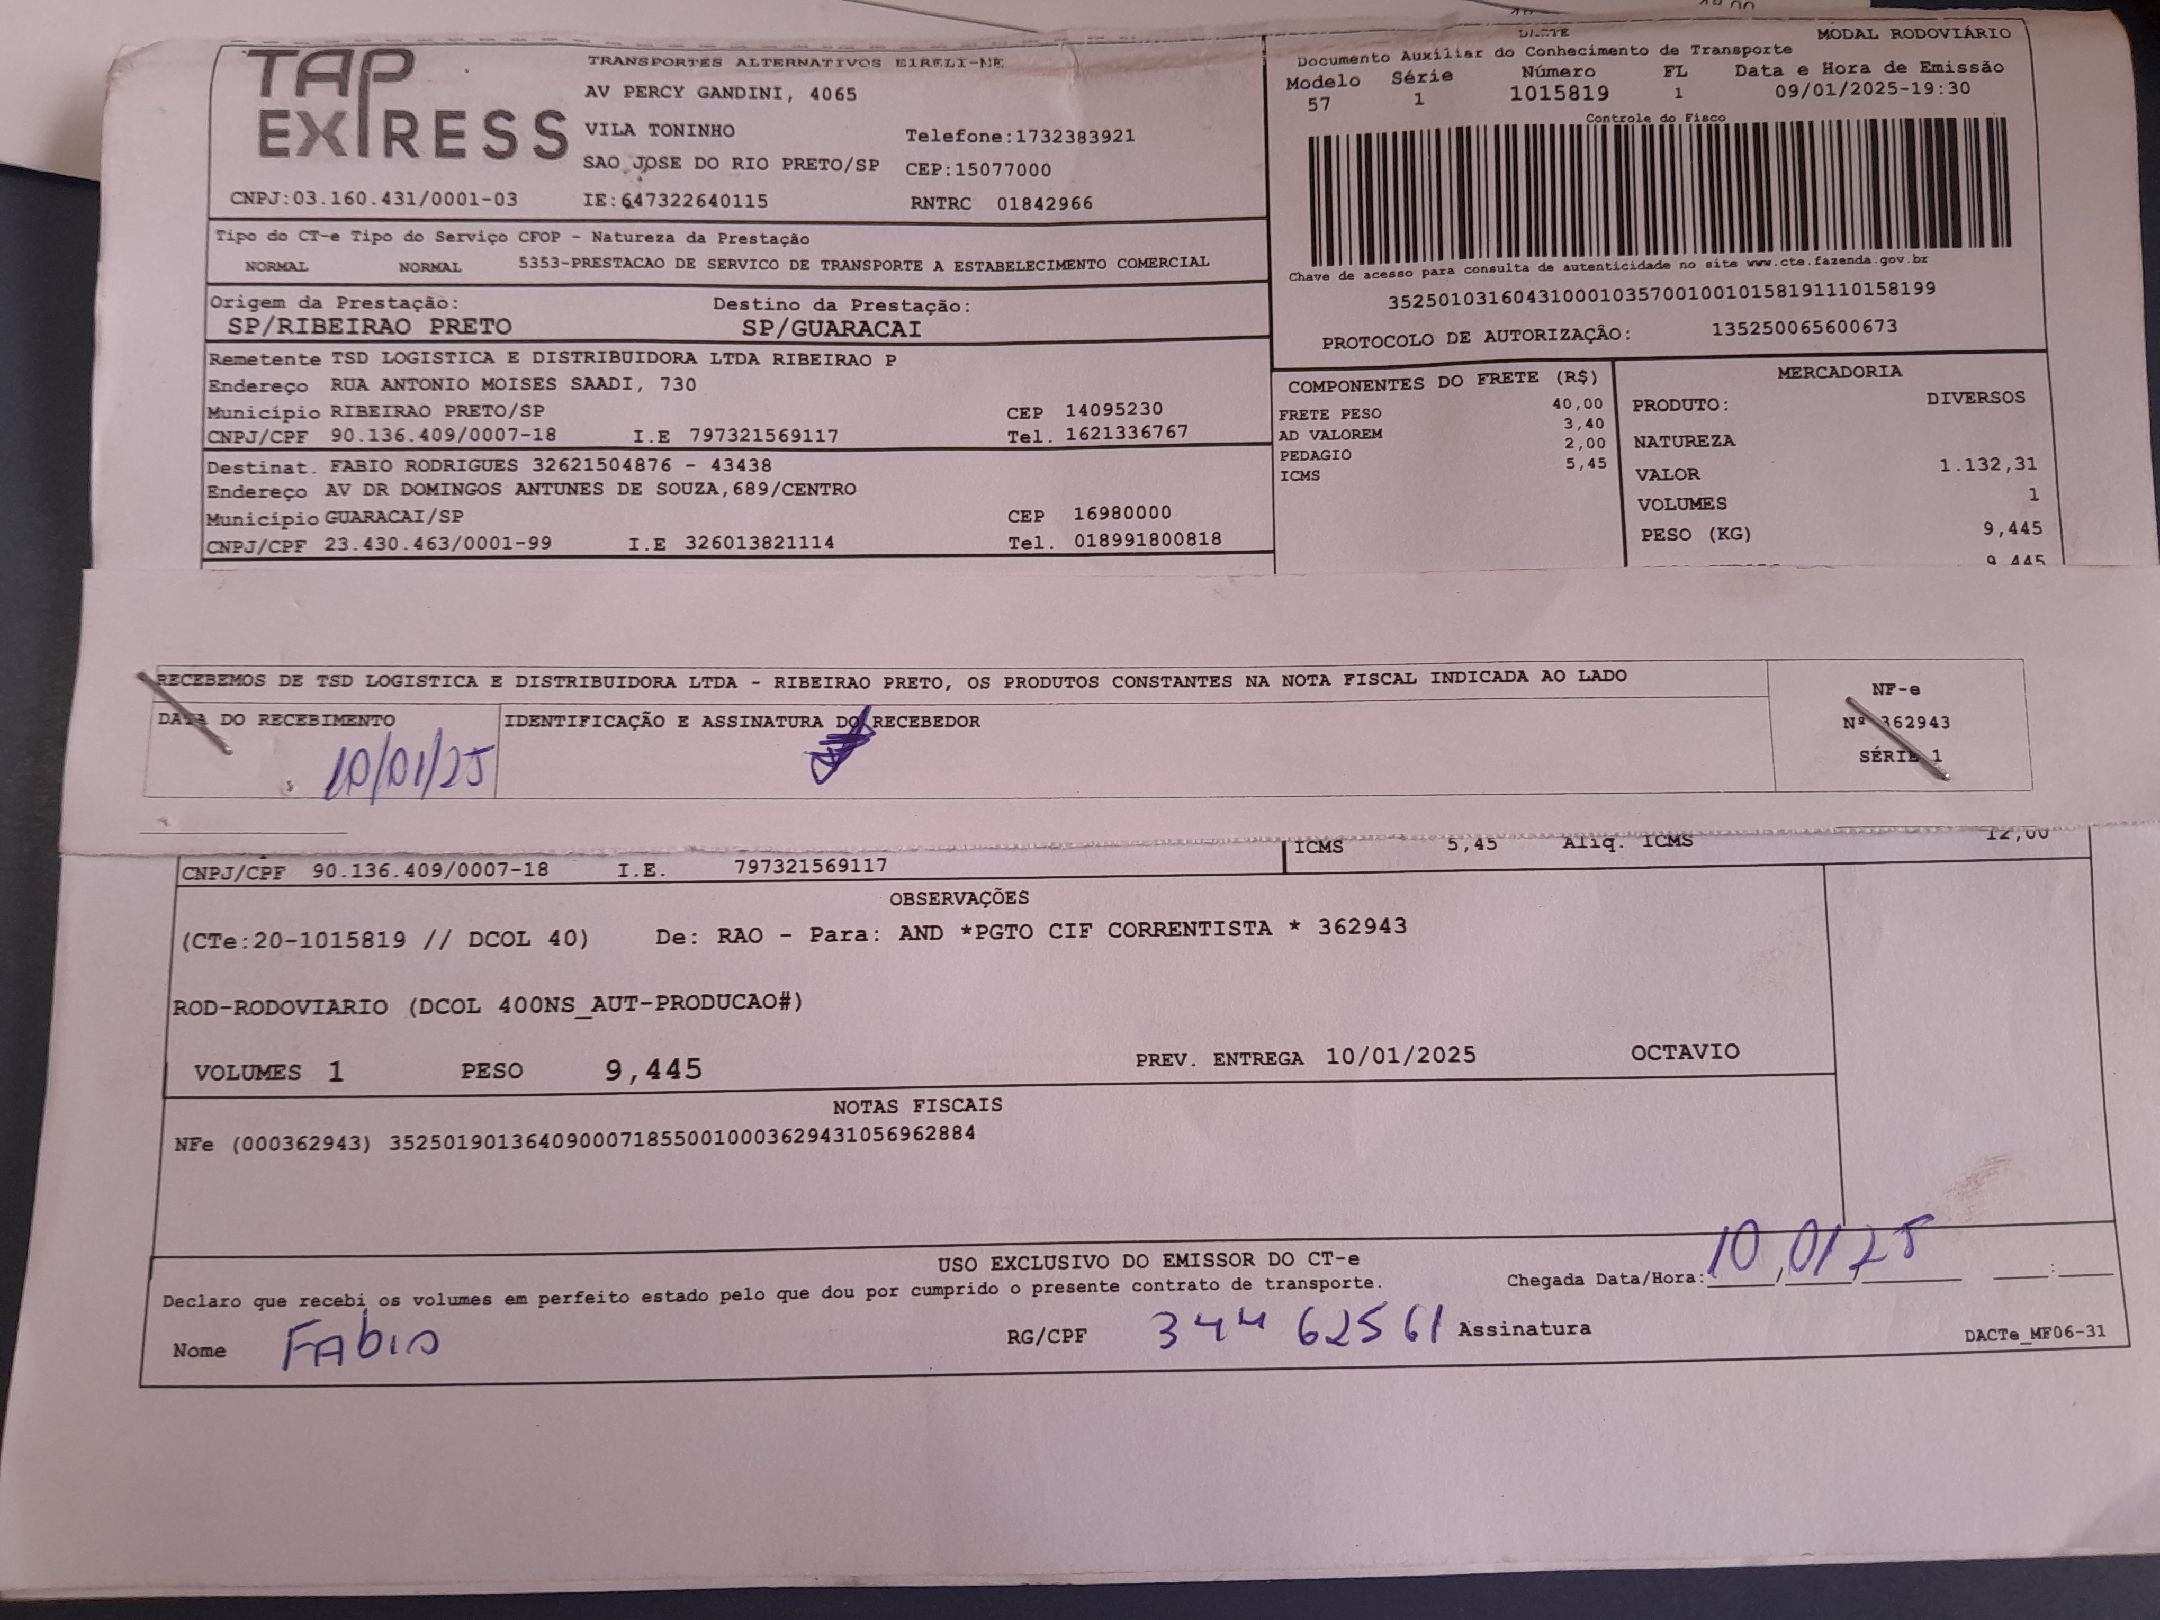 TAP EXPRESS
TRANSPORTES ALTERNATIVOS EIRELI-ME
AV PERCY GANDINI, 4065
VILA TONINHO
Telefone:1732383921
SAO JOSE DO RIO PRETO/SP CEP:15077000
CNPJ:03.160.431/0001-03 IE:647322640115 RNTRC 01842966
MODAL RODOVIÁRIO
Documento Auxiliar do Conhecimento de Transporte
Modelo Série Número FL Data e Hora de Emissão
57 1 1015819 1 09/01/2025-19:30
Controle do Fisco
Chave de acesso para consulta de autenticidade no site www.cte.fazenda.gov.br
35250103160431000103570010010158191110158199
PROTOCOLO DE AUTORIZAÇÃO: 135250065600673
Tipo do CT-e Tipo do Serviço CFOP - Natureza da Prestação
NORMAL NORMAL 5353-PRESTACAO DE SERVICO DE TRANSPORTE A ESTABELECIMENTO COMERCIAL
Origem da Prestação: Destino da Prestação:
SP/RIBEIRAO PRETO SP/GUARACAI
Remetente TSD LOGISTICA E DISTRIBUIDORA LTDA RIBEIRAO P
Endereço RUA ANTONIO MOISES SAADI, 730
Município RIBEIRAO PRETO/SP CEP 14095230
CNPJ/CPF 90.136.409/0007-18 I.E 797321569117 Tel. 1621336767
Destinat. FABIO RODRIGUES 32621504876 - 43438
Endereço AV DR DOMINGOS ANTUNES DE SOUZA,689/CENTRO
Município GUARACAI/SP CEP 16980000
CNPJ/CPF 23.430.463/0001-99 I.E 326013821114 Tel. 018991800818
COMPONENTES DO FRETE (R$)
FRETE PESO 40,00
AD VALOREM 3,40
PEDAGIO 2,00
ICMS 5,45
MERCADORIA
PRODUTO: DIVERSOS
NATUREZA
VALOR 1.132,31
VOLUMES 1
PESO (KG) 9,445
9,445
RECEBEMOS DE TSD LOGISTICA E DISTRIBUIDORA LTDA - RIBEIRAO PRETO, OS PRODUTOS CONSTANTES NA NOTA FISCAL INDICADA AO LADO
DATA DO RECEBIMENTO IDENTIFICAÇÃO E ASSINATURA DO RECEBEDOR
10/01/25
NF-e
Nº 362943
SÉRIE 1
ICMS 5,45 Aliq. ICMS 12,00
CNPJ/CPF 90.136.409/0007-18 I.E. 797321569117
OBSERVAÇÕES
(CTe:20-1015819 // DCOL 40) De: RAO - Para: AND *PGTO CIF CORRENTISTA * 362943
ROD-RODOVIARIO (DCOL 400NS_AUT-PRODUCAO#)
VOLUMES 1 PESO 9,445 PREV. ENTREGA 10/01/2025 OCTAVIO
NOTAS FISCAIS
NFe (000362943) 35250190136409000718550010003629431056962884
USO EXCLUSIVO DO EMISSOR DO CT-e
Declaro que recebi os volumes em perfeito estado pelo que dou por cumprido o presente contrato de transporte. Chegada Data/Hora: 10/01/25 :
Nome Fabio RG/CPF 344 62561 Assinatura DACTe_MF06-31